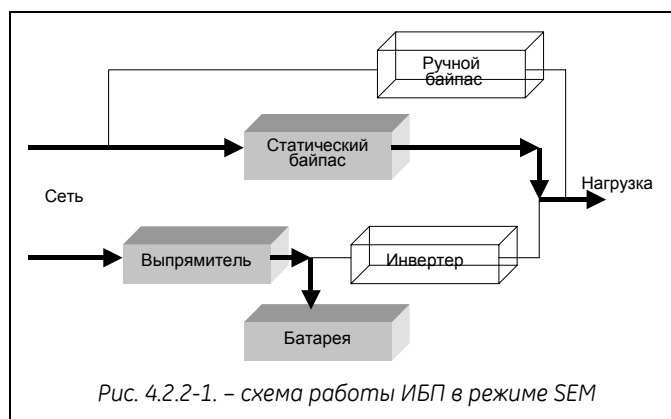 Ручной
байпас
Статический
байпас
Сеть
Нагрузка
Выпрямитель
Инвертер
Батарея
Рис. 4.2.2-1. – схема работы ИБП в режиме SEM